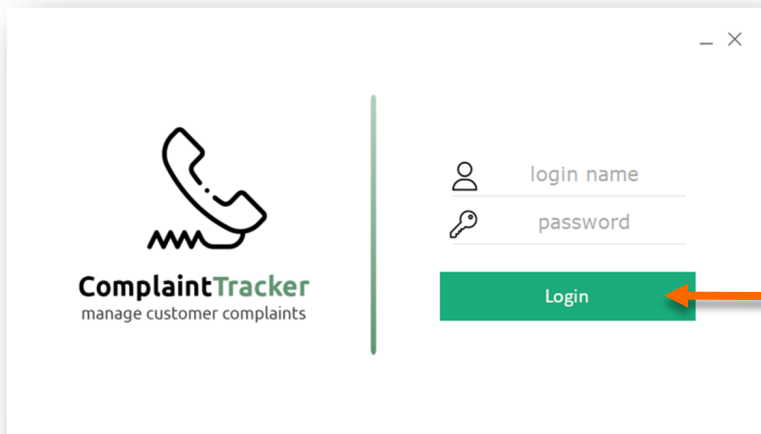 ComplaintTracker
manage customer complaints
login name
password
Login